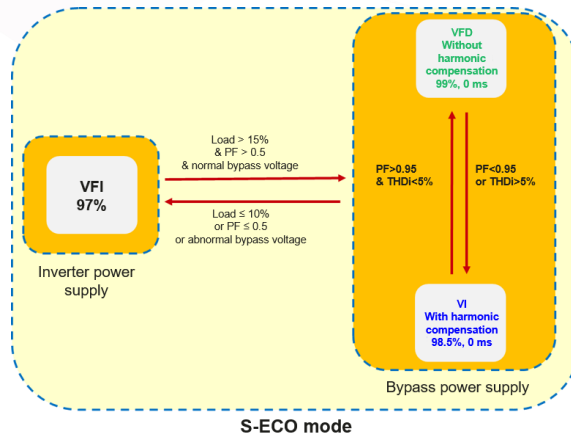 VFD
Without
harmonic
compensation
99%, 0 ms
Load > 15%
& PF > 0.5
& normal bypass voltage
VFI
97%
PF>0.95
& THDi<5%
PF<0.95
or THDi>5%
Load ≤ 10%
or PF ≤ 0.5
or abnormal bypass voltage
Inverter power
supply
VI
With harmonic
compensation
98.5%, 0 ms
Bypass power supply
S-ECO mode